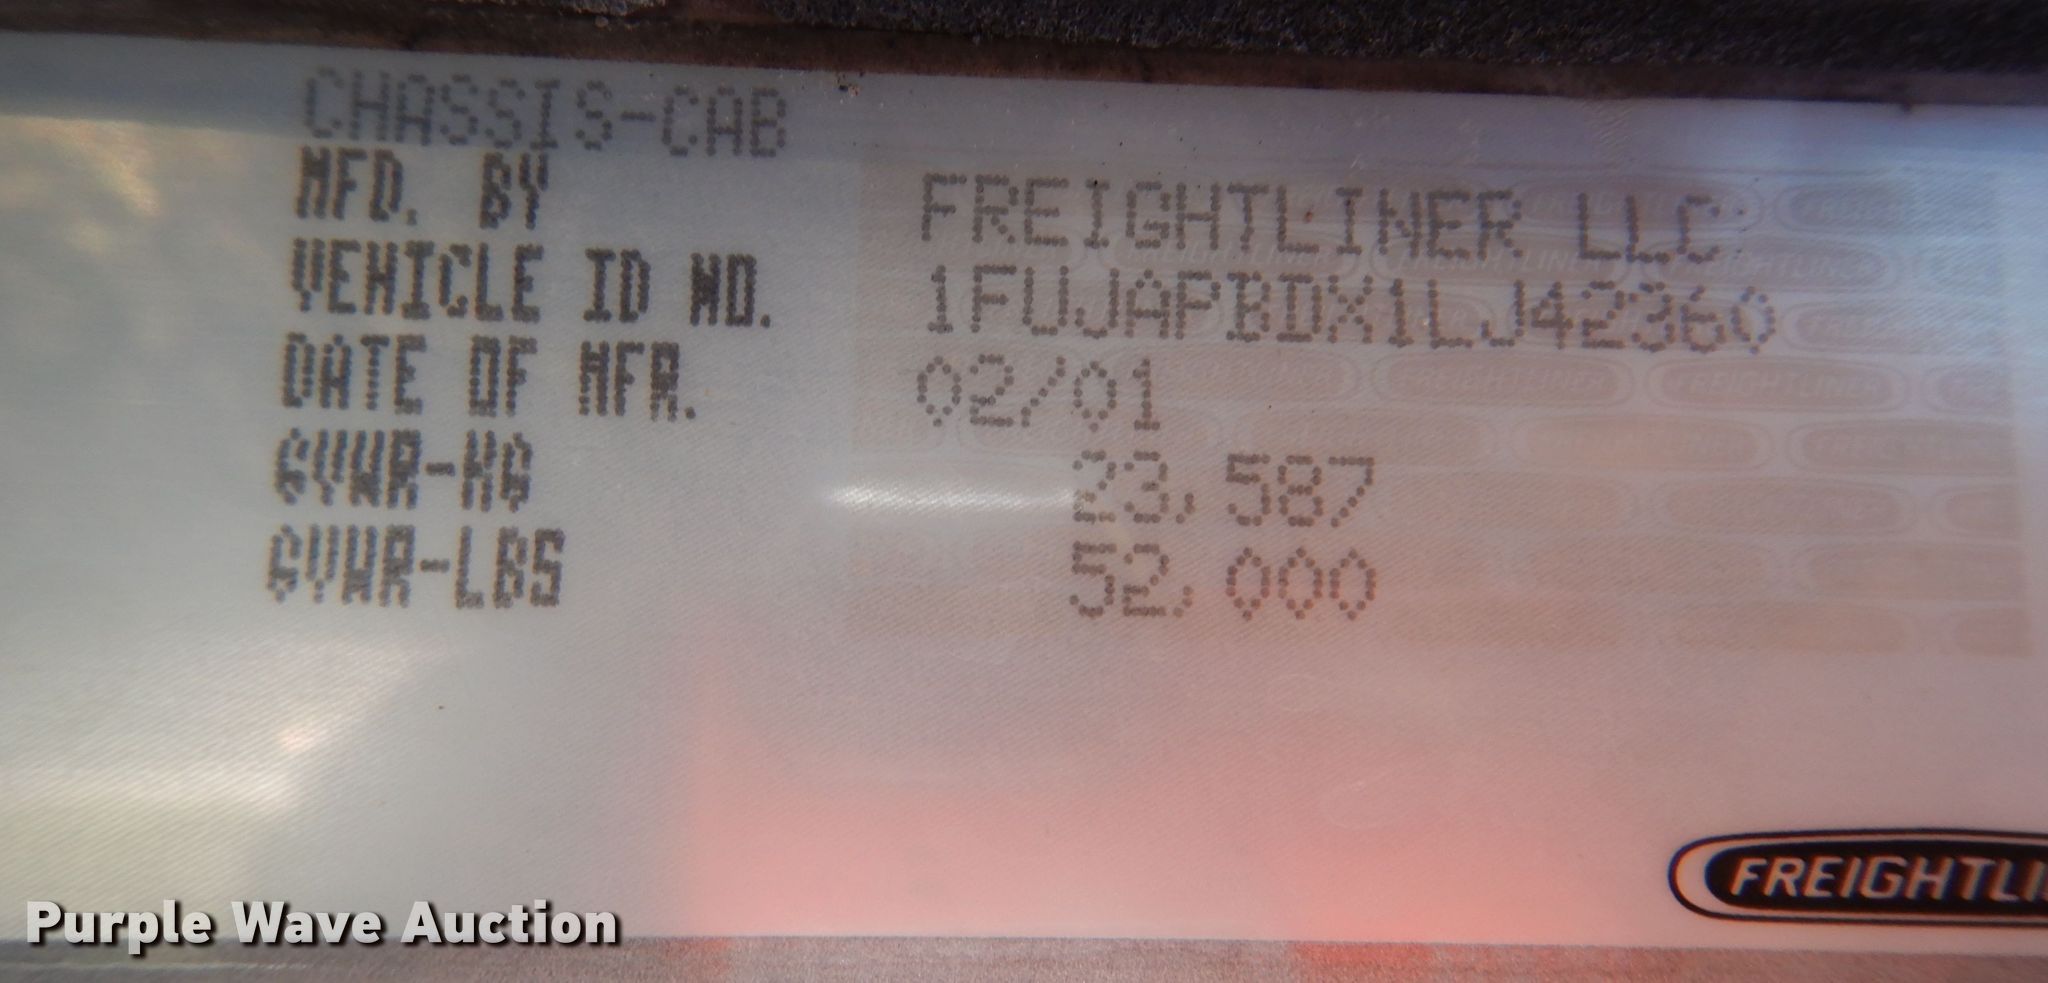 CHASSIS-CAB
MFD. BY FREIGHTLINER LLC
VEHICLE ID NO. 1FUJAPBDX1LJ42360
DATE OF MFR. 02/01
GVWR-KG 23,587
GVWR-LBS 52,000
FREIGHTLI
Purple Wave Auction